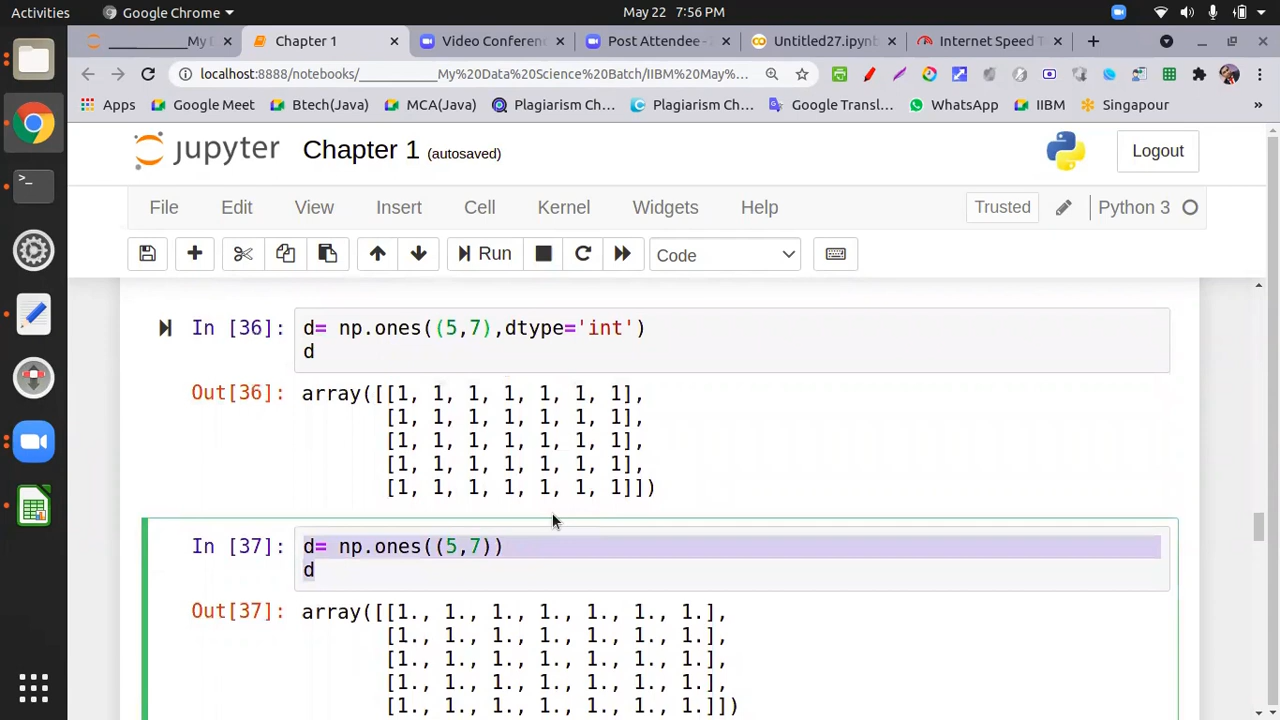 Activities Google Chrome May 22 7:56 PM
__________My D Chapter 1 Video Conferen Post Attendee - Untitled27.ipynb Internet Speed T
localhost:8888/notebooks/__________My%20Data%20Science%20Batch/IIBM%20May%...
Apps Google Meet Btech(Java) MCA(Java) Plagiarism Ch... Plagiarism Ch... Google Transl... WhatsApp IIBM Singapour »
jupyter Chapter 1 (autosaved) Logout
File Edit View Insert Cell Kernel Widgets Help Trusted Python 3
Run Code
In [36]: d= np.ones((5,7),dtype='int')
d
Out[36]: array([[1, 1, 1, 1, 1, 1, 1],
[1, 1, 1, 1, 1, 1, 1],
[1, 1, 1, 1, 1, 1, 1],
[1, 1, 1, 1, 1, 1, 1],
[1, 1, 1, 1, 1, 1, 1]])
In [37]: d= np.ones((5,7))
d
Out[37]: array([[1., 1., 1., 1., 1., 1., 1.],
[1., 1., 1., 1., 1., 1., 1.],
[1., 1., 1., 1., 1., 1., 1.],
[1., 1., 1., 1., 1., 1., 1.],
[1., 1., 1., 1., 1., 1., 1.]])